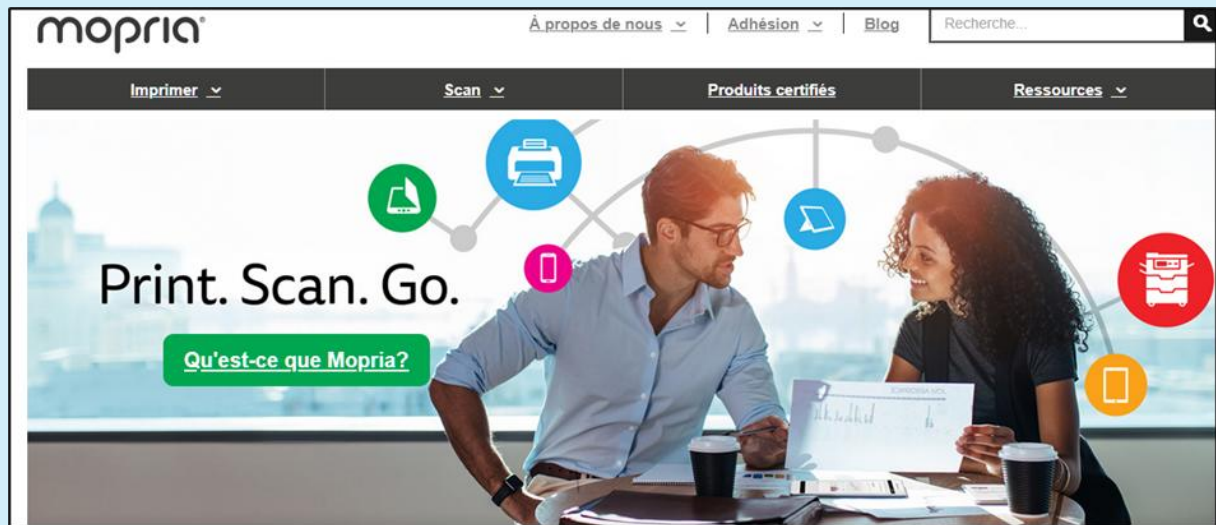 mopria®
À propos de nous
Adhésion
Blog
Recherche...
Imprimer
Scan
Produits certifiés
Ressources
Print. Scan. Go.
Qu'est-ce que Mopria?